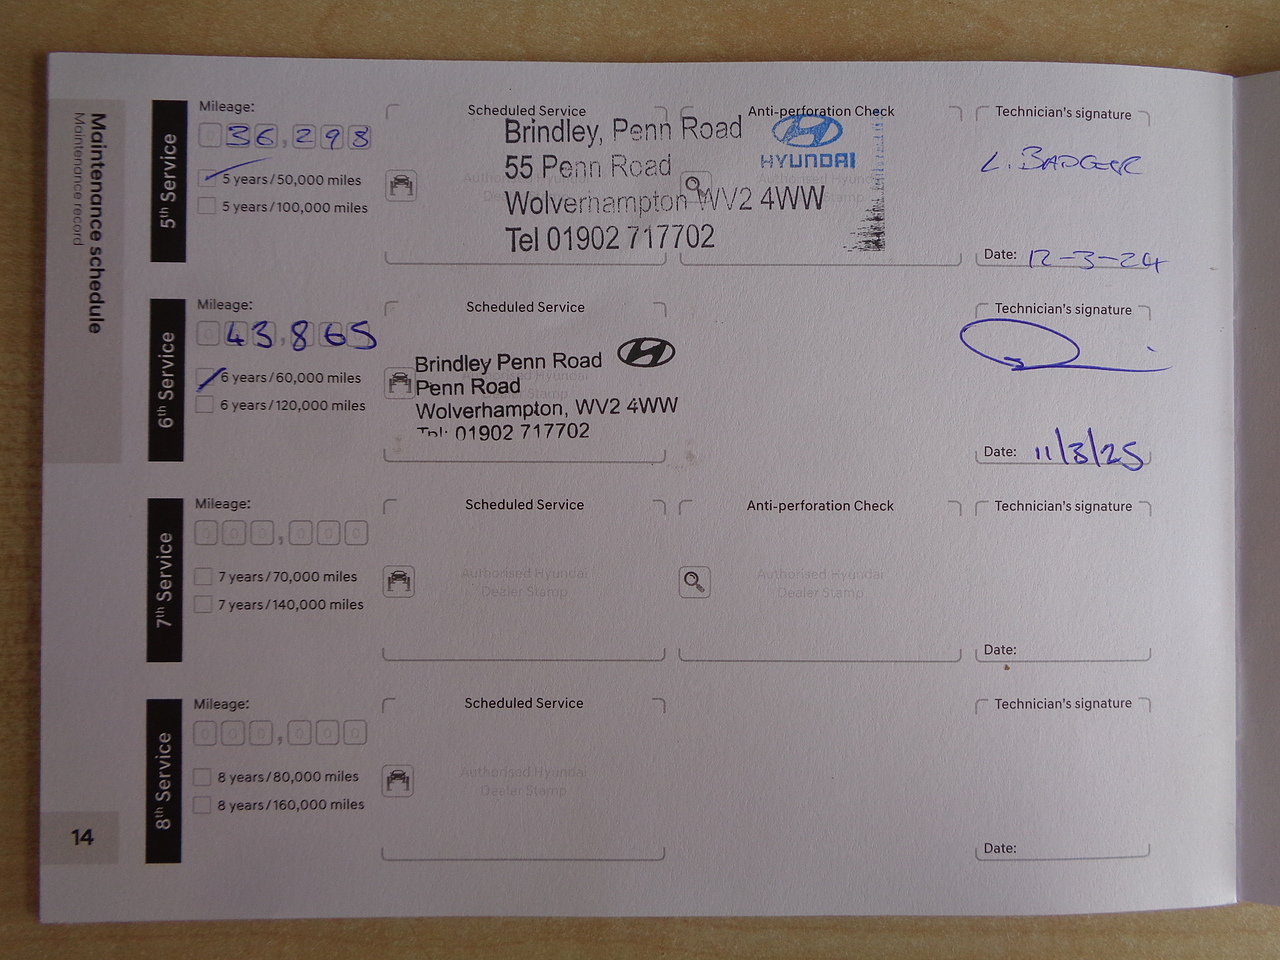 Maintenance schedule
Maintenance record
5th Service
Mileage:
36,298
5 years/50,000 miles
5 years/100,000 miles
Scheduled Service
Anti-perforation Check
Brindley, Penn Road
55 Penn Road
Wolverhampton WV2 4WW
Tel 01902 717702
HYUNDAI
Technician's signature
L. BADGER
Date: 12-3-24
6th Service
Mileage:
43,865
6 years/60,000 miles
6 years/120,000 miles
Scheduled Service
Brindley Penn Road
Penn Road
Wolverhampton, WV2 4WW
Tel: 01902 717702
Technician's signature
Date: 11/3/25
7th Service
Mileage:
000,000
7 years/70,000 miles
7 years/140,000 miles
Scheduled Service
Authorised Hyundai
Dealer Stamp
Anti-perforation Check
Authorised Hyundai
Dealer Stamp
Technician's signature
Date:
8th Service
Mileage:
000,000
8 years/80,000 miles
8 years/160,000 miles
Scheduled Service
Authorised Hyundai
Dealer Stamp
Technician's signature
Date:
14